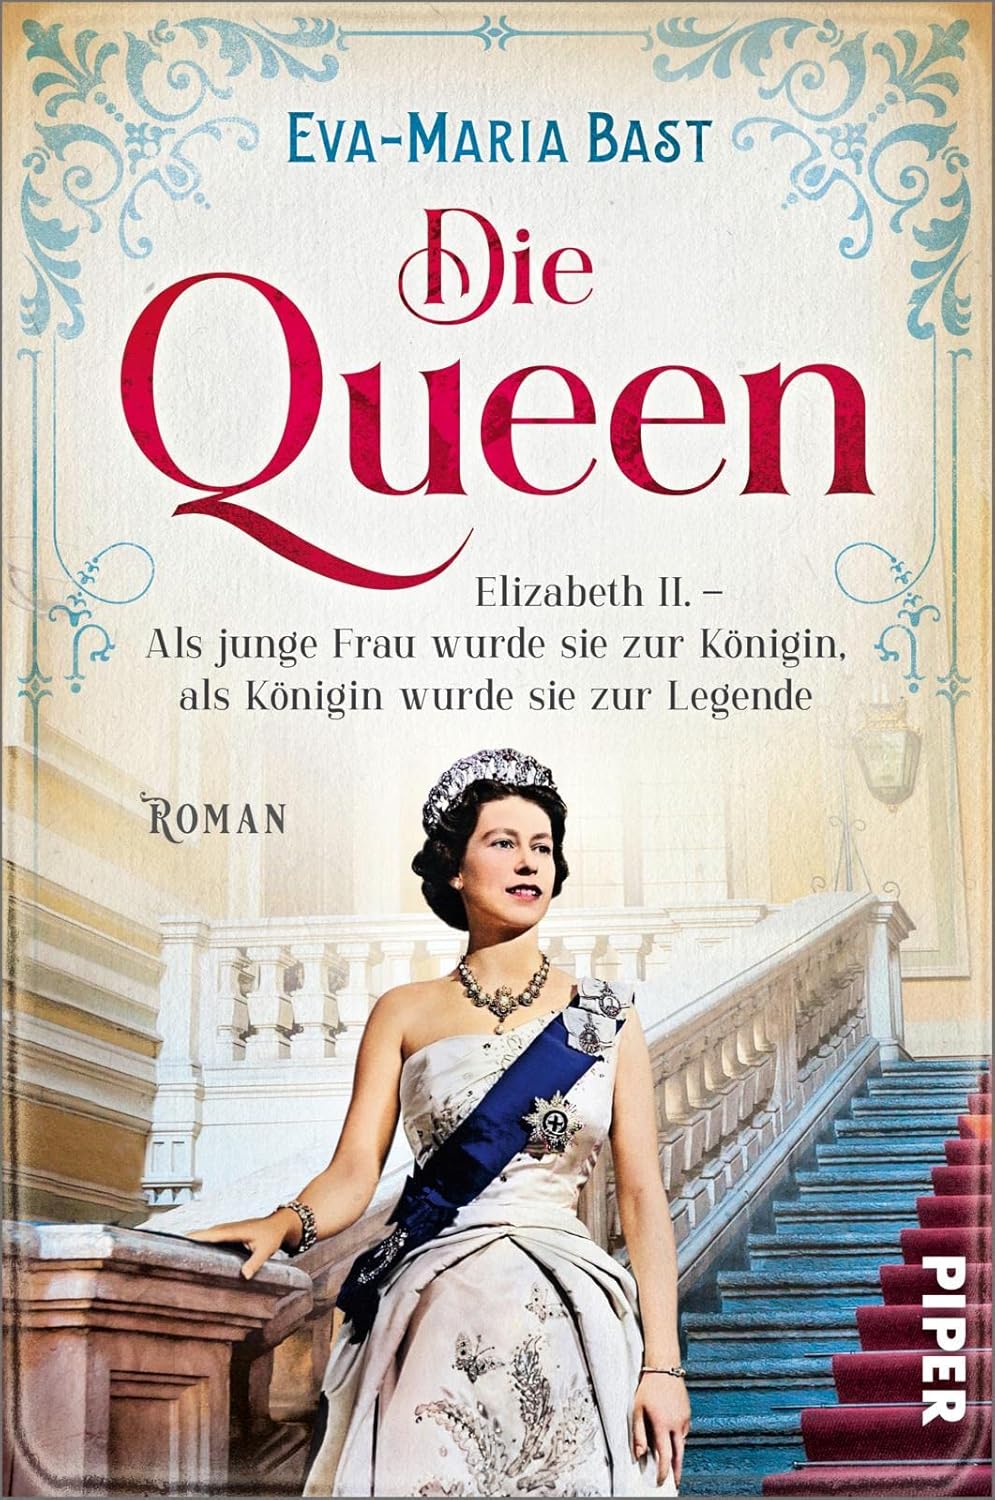 EVA-MARIA BAST
Die
Queen
Elizabeth II. –
Als junge Frau wurde sie zur Königin,
als Königin wurde sie zur Legende
ROMAN
PIPER